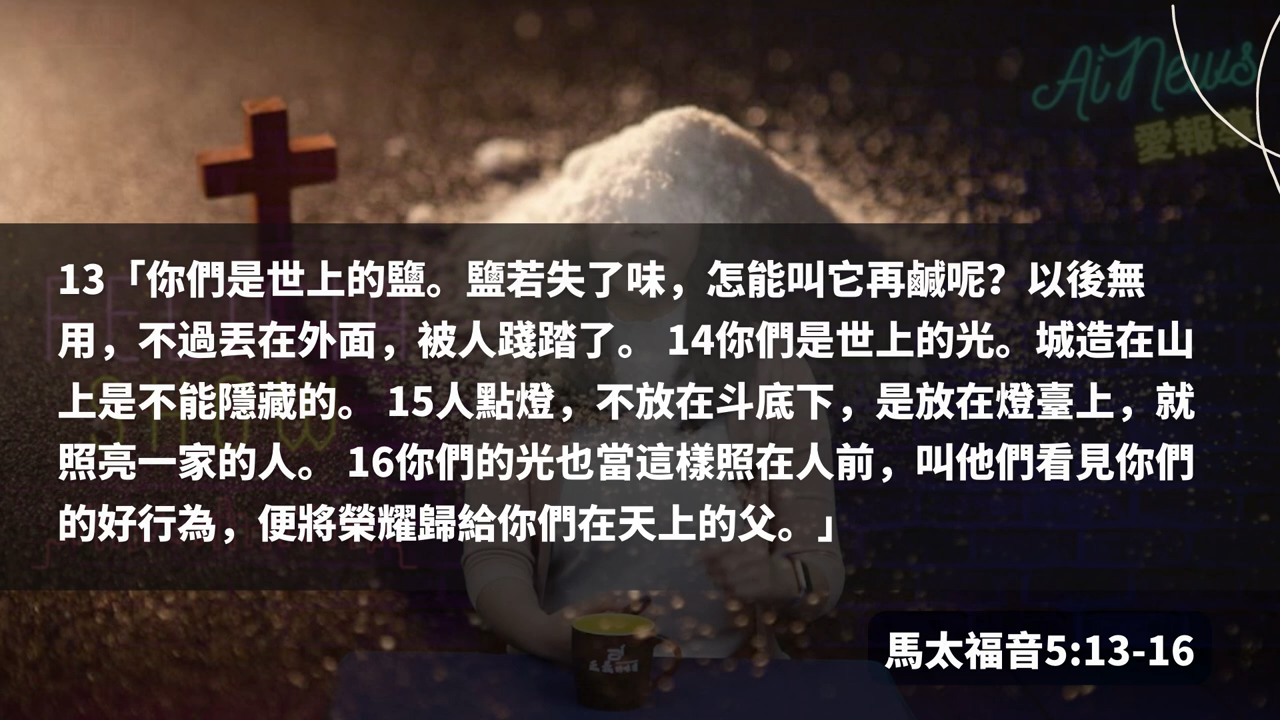 Ai News
愛報導
13「你們是世上的鹽。鹽若失了味，怎能叫它再鹹呢？以後無
用，不過丟在外面，被人踐踏了。 14你們是世上的光。城造在山
上是不能隱藏的。 15人點燈，不放在斗底下，是放在燈臺上，就
照亮一家的人。 16你們的光也當這樣照在人前，叫他們看見你們
的好行為，便將榮耀歸給你們在天上的父。」
馬太福音5:13-16